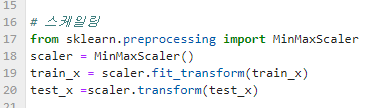 15
16
17 # 스케일링
18 from sklearn.preprocessing import MinMaxScaler
19 scaler = MinMaxScaler()
20 train_x = scaler.fit_transform(train_x)
test_x =scaler.transform(test_x)